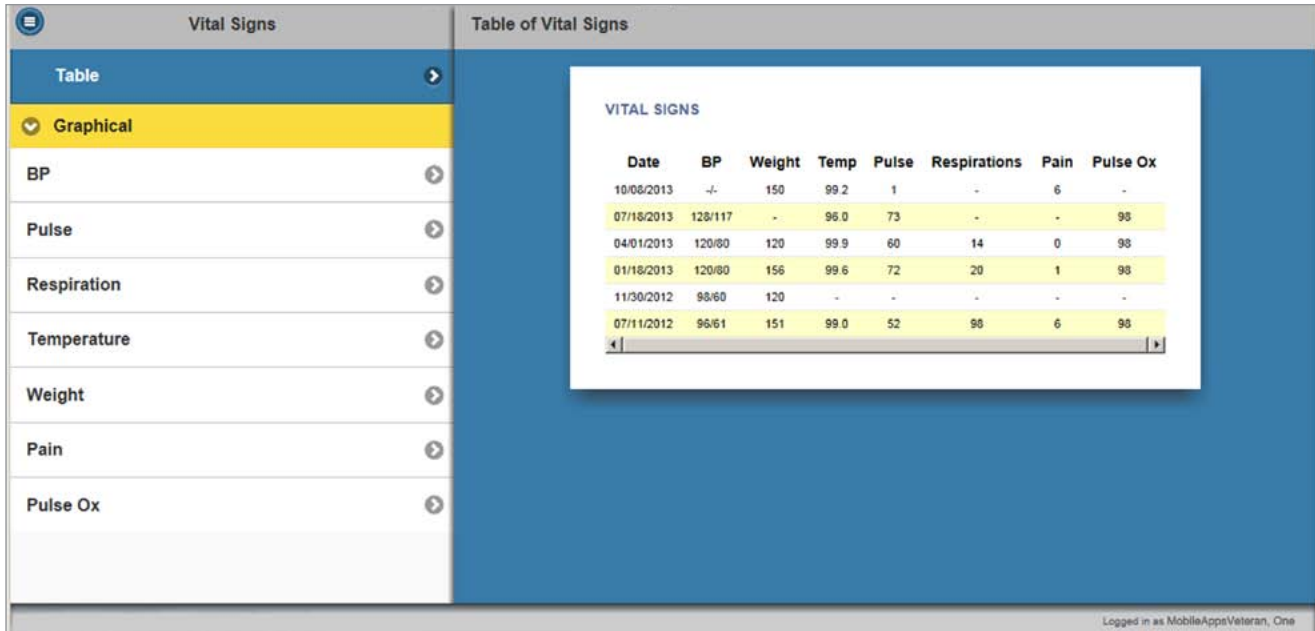 Vital Signs
Table of Vital Signs
Table
Graphical
BP
Pulse
Respiration
Temperature
Weight
Pain
Pulse Ox
VITAL SIGNS
Date BP Weight Temp Pulse Respirations Pain Pulse Ox
10/08/2013 -/- 150 99.2 1 - 6 -
07/18/2013 128/117 - 96.0 73 - - 98
04/01/2013 120/80 120 99.9 60 14 0 98
01/18/2013 120/80 156 99.6 72 20 1 98
11/30/2012 98/60 120 - - - - -
07/11/2012 96/61 151 99.0 52 98 6 98
Logged in as MobileAppsVeteran, One